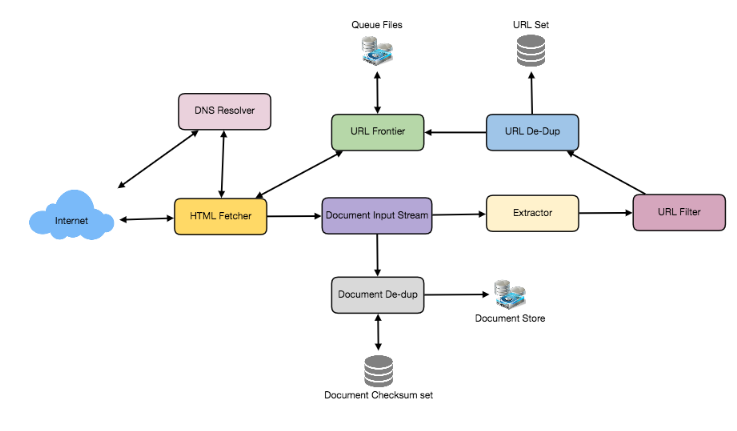 Queue Files
URL Set
DNS Resolver
URL Frontier
URL De-Dup
Internet
HTML Fetcher
Document Input Stream
Extractor
URL Filter
Document De-dup
Document Store
Document Checksum set